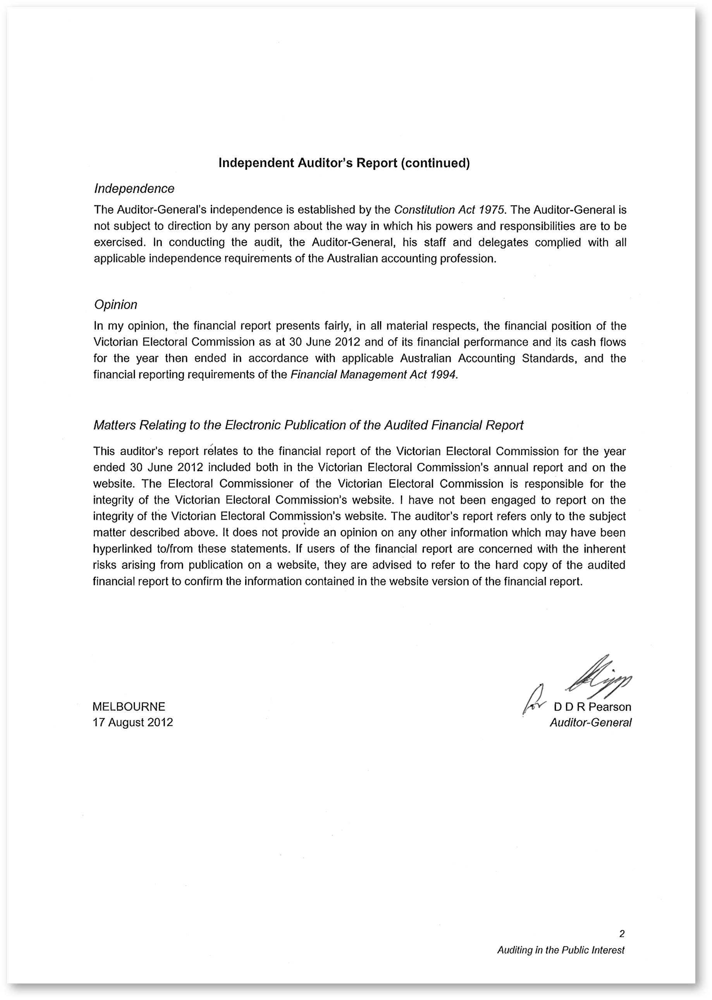 Independent Auditor's Report (continued)
Independence
The Auditor-General's independence is established by the Constitution Act 1975. The Auditor-General is
not subject to direction by any person about the way in which his powers and responsibilities are to be
exercised. In conducting the audit, the Auditor-General, his staff and delegates complied with all
applicable independence requirements of the Australian accounting profession.
Opinion
In my opinion, the financial report presents fairly, in all material respects, the financial position of the
Victorian Electoral Commission as at 30 June 2012 and of its financial performance and its cash flows
for the year then ended in accordance with applicable Australian Accounting Standards, and the
financial reporting requirements of the Financial Management Act 1994.
Matters Relating to the Electronic Publication of the Audited Financial Report
This auditor's report relates to the financial report of the Victorian Electoral Commission for the year
ended 30 June 2012 included both in the Victorian Electoral Commission's annual report and on the
website. The Electoral Commissioner of the Victorian Electoral Commission is responsible for the
integrity of the Victorian Electoral Commission's website. I have not been engaged to report on the
integrity of the Victorian Electoral Commission's website. The auditor's report refers only to the subject
matter described above. It does not provide an opinion on any other information which may have been
hyperlinked to/from these statements. If users of the financial report are concerned with the inherent
risks arising from publication on a website, they are advised to refer to the hard copy of the audited
financial report to confirm the information contained in the website version of the financial report.
MELBOURNE
17 August 2012
for D D R Pearson
Auditor-General
2
Auditing in the Public Interest